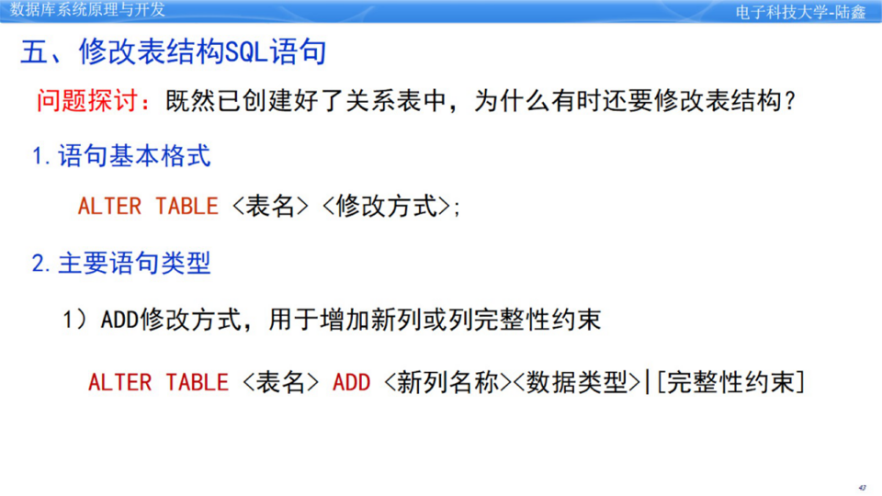 数据库系统原理与开发
电子科技大学-陆鑫
五、修改表结构SQL语句
问题探讨：既然已创建好了关系表中，为什么有时还要修改表结构？
1.语句基本格式
ALTER TABLE <表名> <修改方式>;
2.主要语句类型
1）ADD修改方式，用于增加新列或列完整性约束
ALTER TABLE <表名> ADD <新列名称><数据类型>|[完整性约束]
43